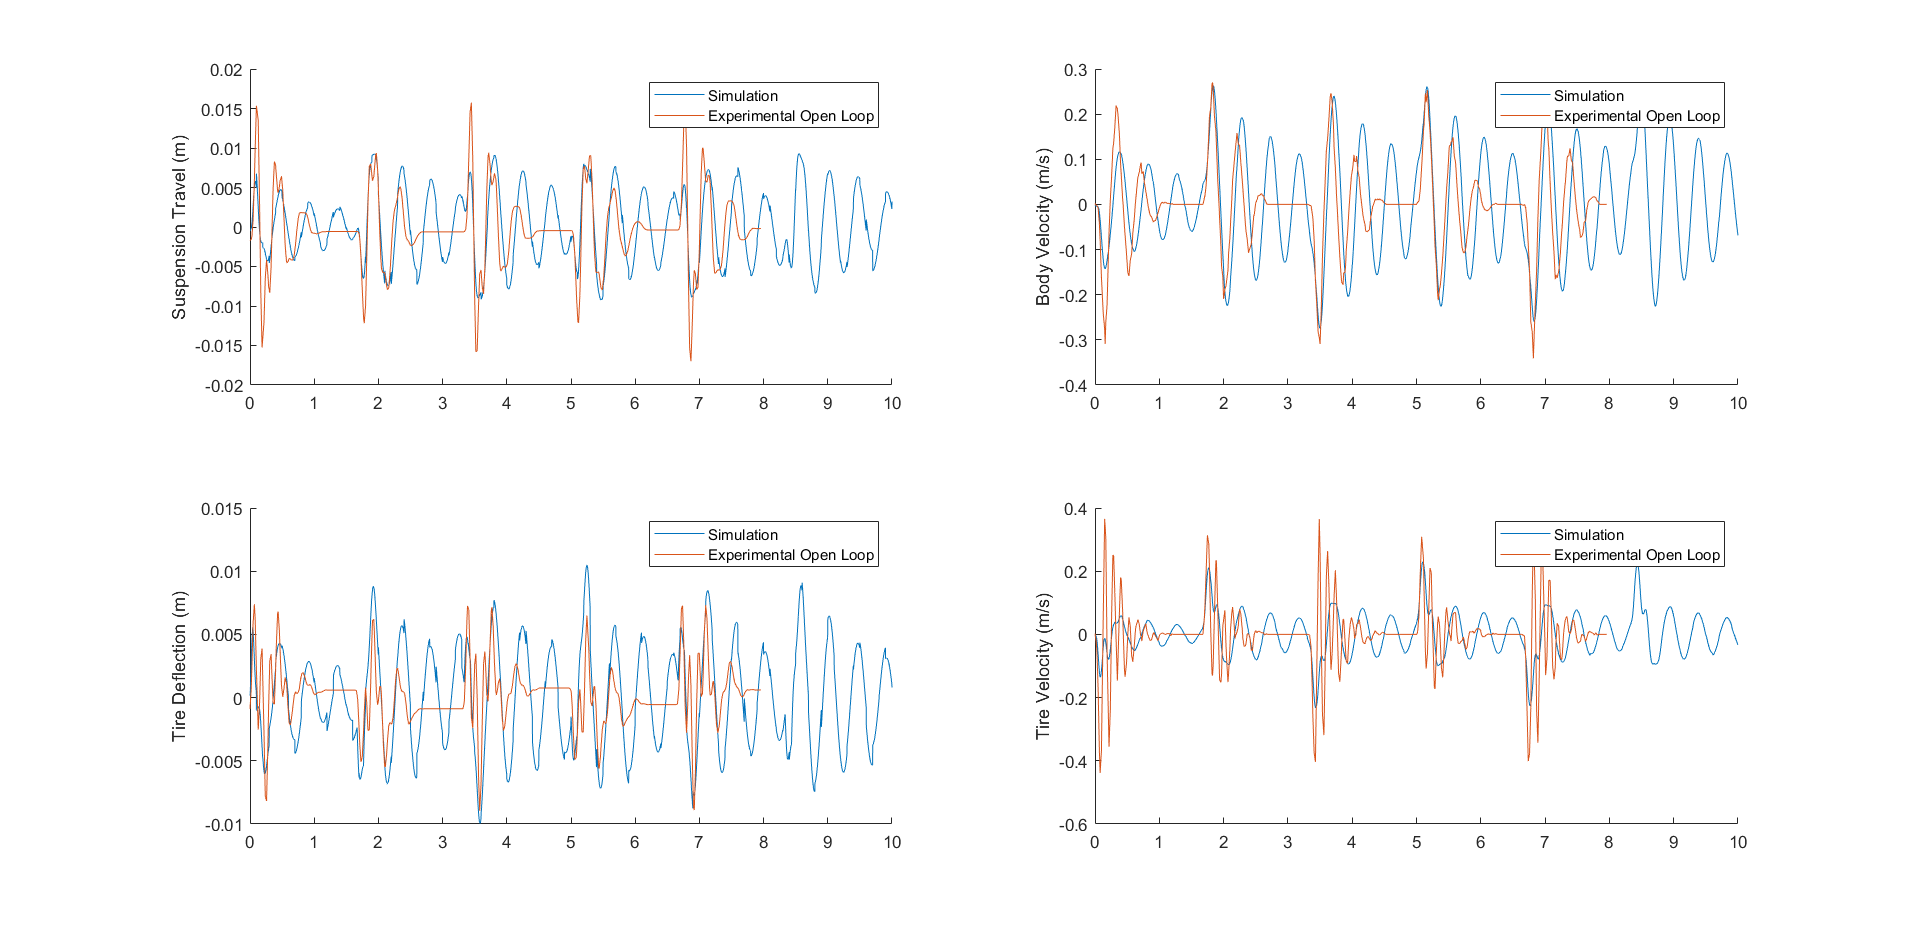 0.02
0.015
0.01
0.005
0
-0.005
-0.01
-0.015
-0.02
Suspension Travel (m)
0 1 2 3 4 5 6 7 8 9 10
Simulation
Experimental Open Loop
0.3
0.2
0.1
0
-0.1
-0.2
-0.3
-0.4
Body Velocity (m/s)
0 1 2 3 4 5 6 7 8 9 10
Simulation
Experimental Open Loop
0.015
0.01
0.005
0
-0.005
-0.01
Tire Deflection (m)
0 1 2 3 4 5 6 7 8 9 10
Simulation
Experimental Open Loop
0.4
0.2
0
-0.2
-0.4
-0.6
Tire Velocity (m/s)
0 1 2 3 4 5 6 7 8 9 10
Simulation
Experimental Open Loop